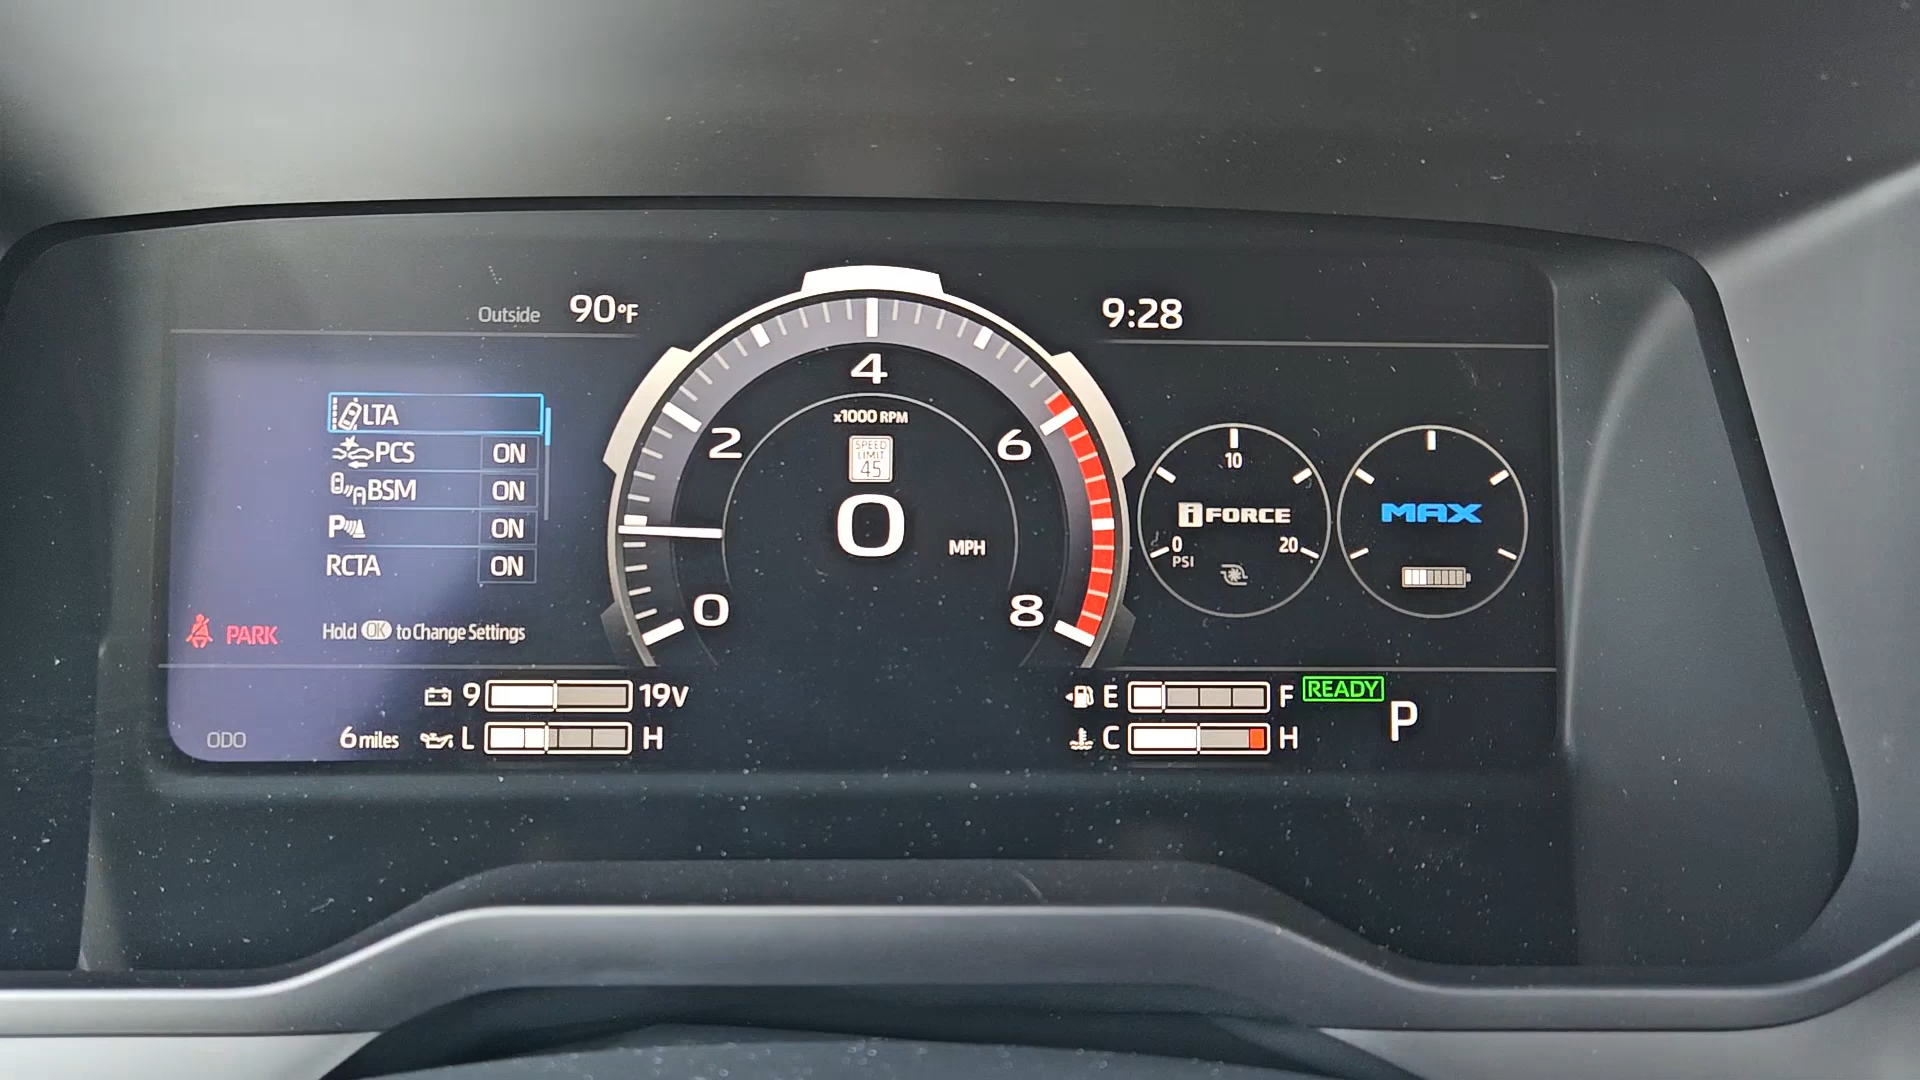 Outside 90°F
9:28
LTA
PCS ON
BSM ON
P ON
RCTA ON
PARK
Hold OK to Change Settings
0
2
4
6
8
x1000 RPM
SPEED
LIMIT
45
0 MPH
10
i FORCE
0 20
PSI
MAX
9 19V
ODO 6 miles
L H
E F
READY
C H
P